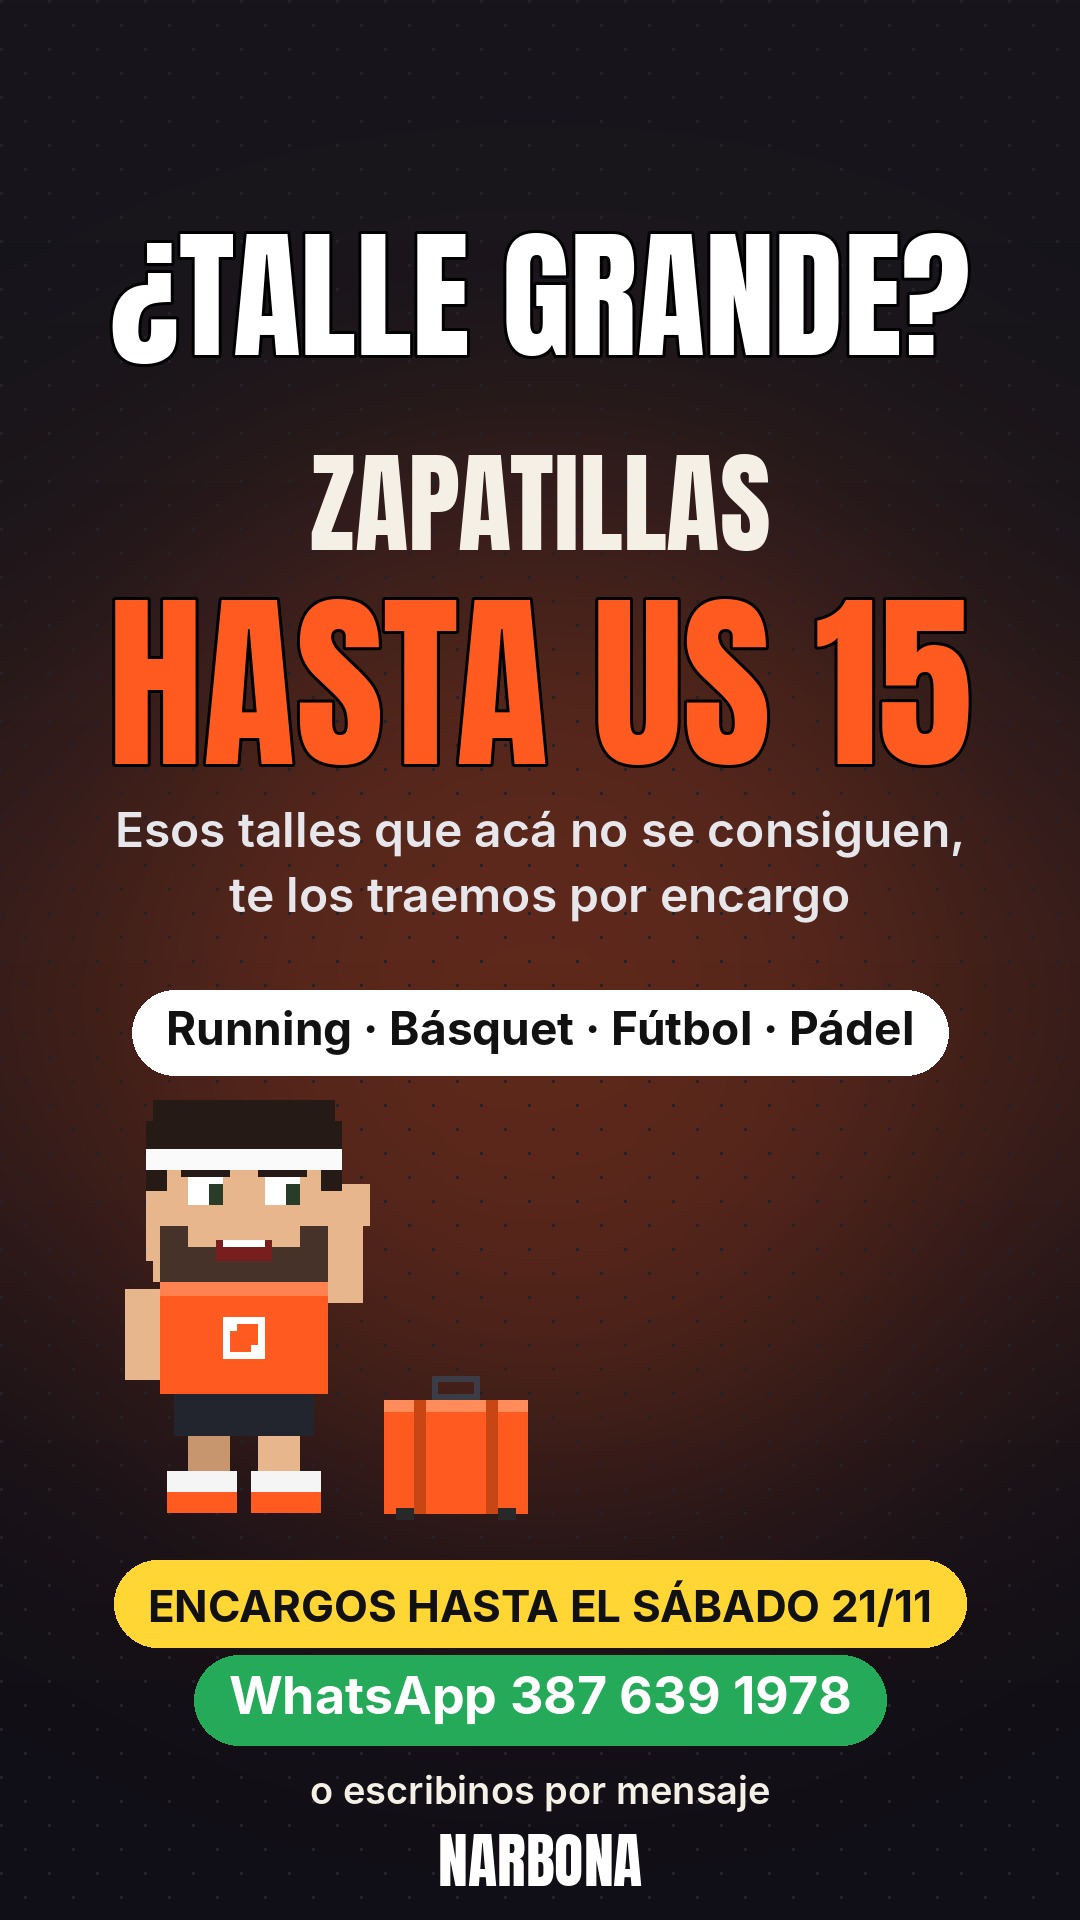 ¿TALLE GRANDE?
ZAPATILLAS
HASTA US 15
Esos talles que acá no se consiguen,
te los traemos por encargo
Running · Básquet · Fútbol · Pádel
ENCARGOS HASTA EL SÁBADO 21/11
WhatsApp 387 639 1978
o escribinos por mensaje
NARBONA